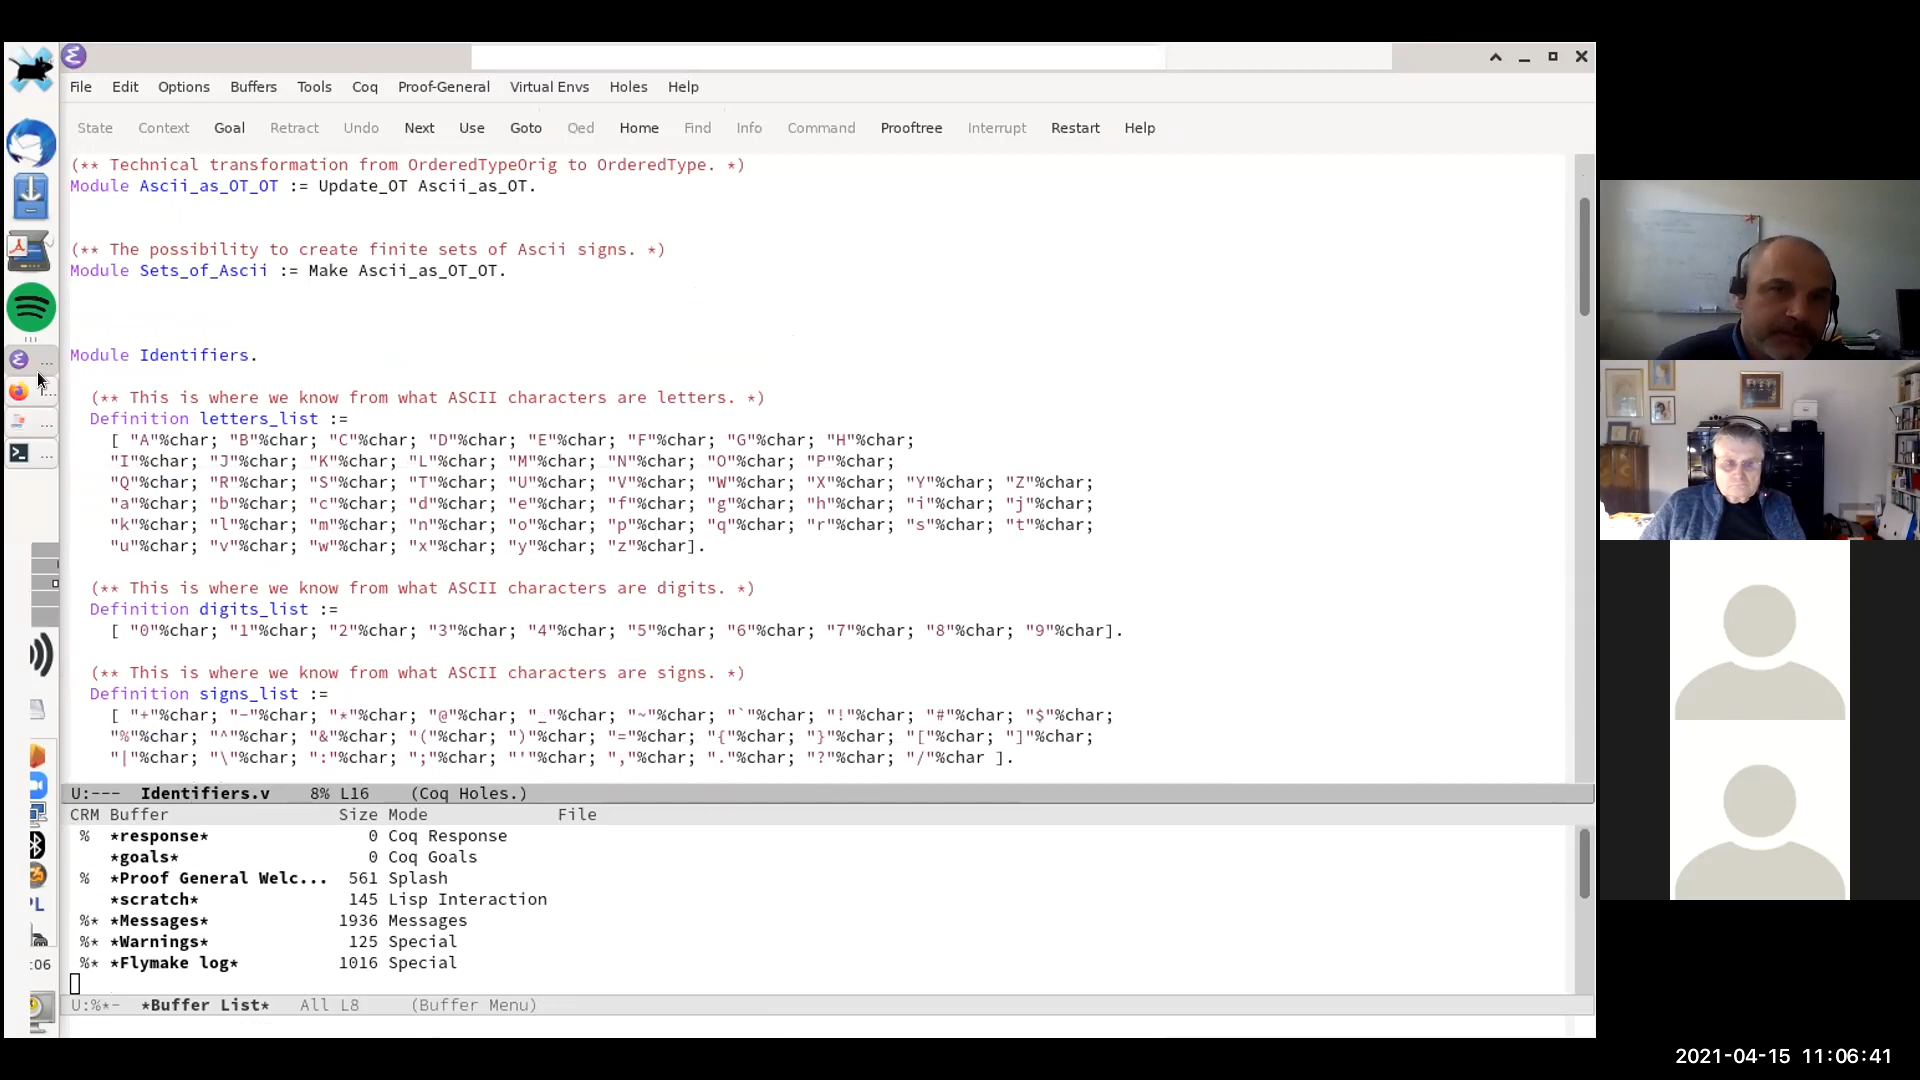 File Edit Options Buffers Tools Coq Proof-General Virtual Envs Holes Help
State Context Goal Retract Undo Next Use Goto Qed Home Find Info Command Prooftree Interrupt Restart Help
(** Technical transformation from OrderedTypeOrig to OrderedType. *)
Module Ascii_as_OT_OT := Update_OT Ascii_as_OT.
(** The possibility to create finite sets of Ascii signs. *)
Module Sets_of_Ascii := Make Ascii_as_OT_OT.
Module Identifiers.
(** This is where we know from what ASCII characters are letters. *)
Definition letters_list :=
[ "A"%char; "B"%char; "C"%char; "D"%char; "E"%char; "F"%char; "G"%char; "H"%char;
"I"%char; "J"%char; "K"%char; "L"%char; "M"%char; "N"%char; "O"%char; "P"%char;
"Q"%char; "R"%char; "S"%char; "T"%char; "U"%char; "V"%char; "W"%char; "X"%char; "Y"%char; "Z"%char;
"a"%char; "b"%char; "c"%char; "d"%char; "e"%char; "f"%char; "g"%char; "h"%char; "i"%char; "j"%char;
"k"%char; "l"%char; "m"%char; "n"%char; "o"%char; "p"%char; "q"%char; "r"%char; "s"%char; "t"%char;
"u"%char; "v"%char; "w"%char; "x"%char; "y"%char; "z"%char].
(** This is where we know from what ASCII characters are digits. *)
Definition digits_list :=
[ "0"%char; "1"%char; "2"%char; "3"%char; "4"%char; "5"%char; "6"%char; "7"%char; "8"%char; "9"%char].
(** This is where we know from what ASCII characters are signs. *)
Definition signs_list :=
[ "+"%char; "-"%char; "*"%char; "@"%char; "_"%char; "~"%char; "`"%char; "!"%char; "#"%char; "$"%char;
"%"%char; "^"%char; "&"%char; "("%char; ")"%char; "="%char; "{"%char; "}"%char; "["%char; "]"%char;
"|"%char; "\"%char; ":"%char; ";"%char; "'"%char; ","%char; "."%char; "?"%char; "/"%char ].
U:--- Identifiers.v 8% L16 (Coq Holes.)
CRM Buffer Size Mode File
% *response* 0 Coq Response
*goals* 0 Coq Goals
% *Proof General Welc... 561 Splash
*scratch* 145 Lisp Interaction
%* *Messages* 1936 Messages
%* *Warnings* 125 Special
%* *Flymake log* 1016 Special
U:%*- *Buffer List* All L8 (Buffer Menu)
PL
:06
2021-04-15 11:06:41